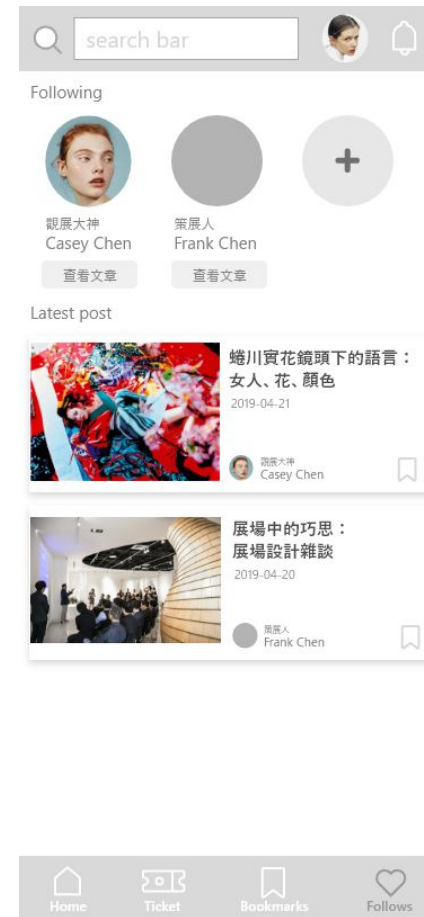 search bar
Following
觀展大神
Casey Chen
查看文章
策展人
Frank Chen
查看文章
Latest post
蜷川實花鏡頭下的語言：
女人、花、顏色
2019-04-21
觀展大神
Casey Chen
展場中的巧思：
展場設計雜談
2019-04-20
策展人
Frank Chen
Home
Ticket
Bookmarks
Follows